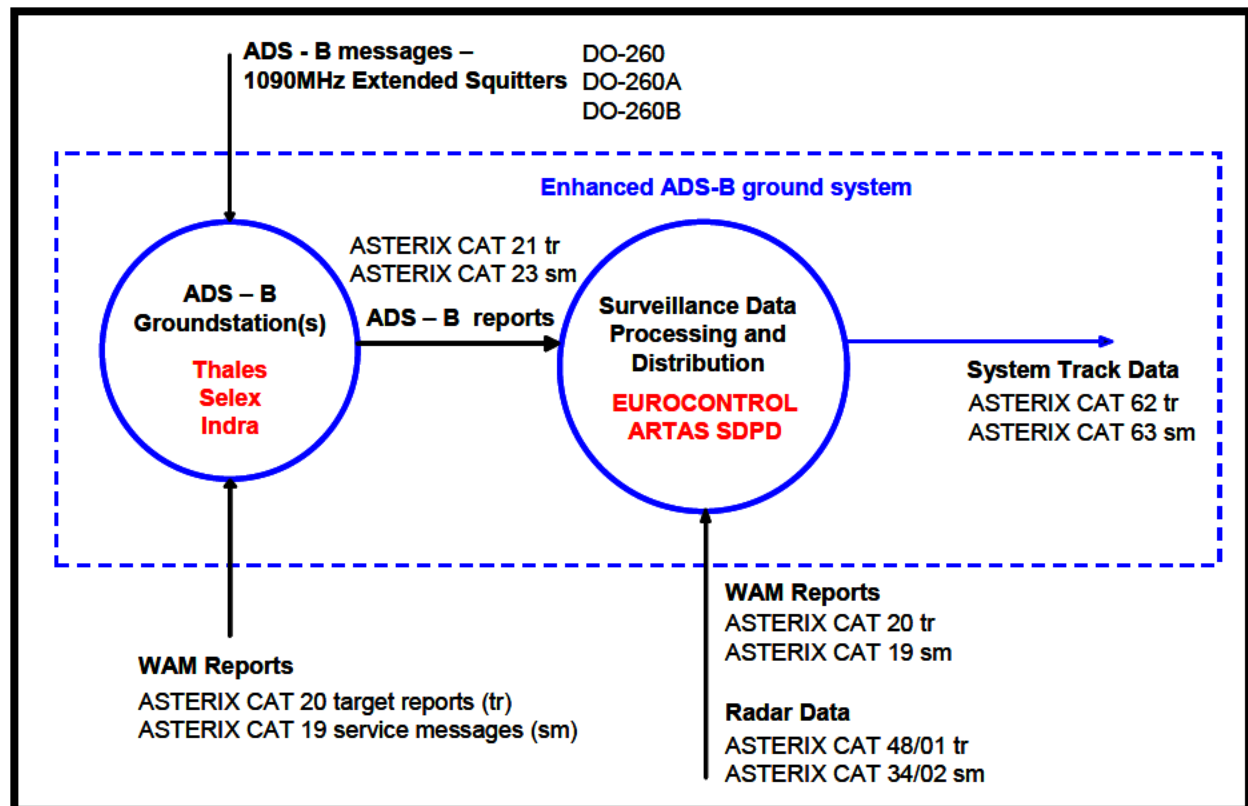 ADS - B messages –
1090MHz Extended Squitters
DO-260
DO-260A
DO-260B
Enhanced ADS-B ground system
ADS – B
Groundstation(s)
Thales
Selex
Indra
ASTERIX CAT 21 tr
ASTERIX CAT 23 sm
ADS – B reports
Surveillance Data
Processing and
Distribution
EUROCONTROL
ARTAS SDPD
System Track Data
ASTERIX CAT 62 tr
ASTERIX CAT 63 sm
WAM Reports
ASTERIX CAT 20 target reports (tr)
ASTERIX CAT 19 service messages (sm)
WAM Reports
ASTERIX CAT 20 tr
ASTERIX CAT 19 sm
Radar Data
ASTERIX CAT 48/01 tr
ASTERIX CAT 34/02 sm